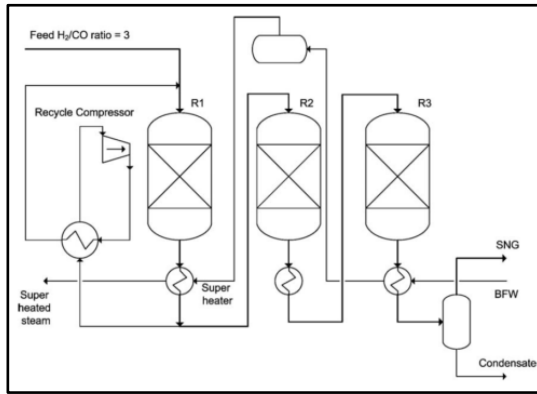 Feed H₂/CO ratio = 3
R1
R2
R3
Recycle Compressor
Super
heated
steam
Super
heater
SNG
BFW
Condensate